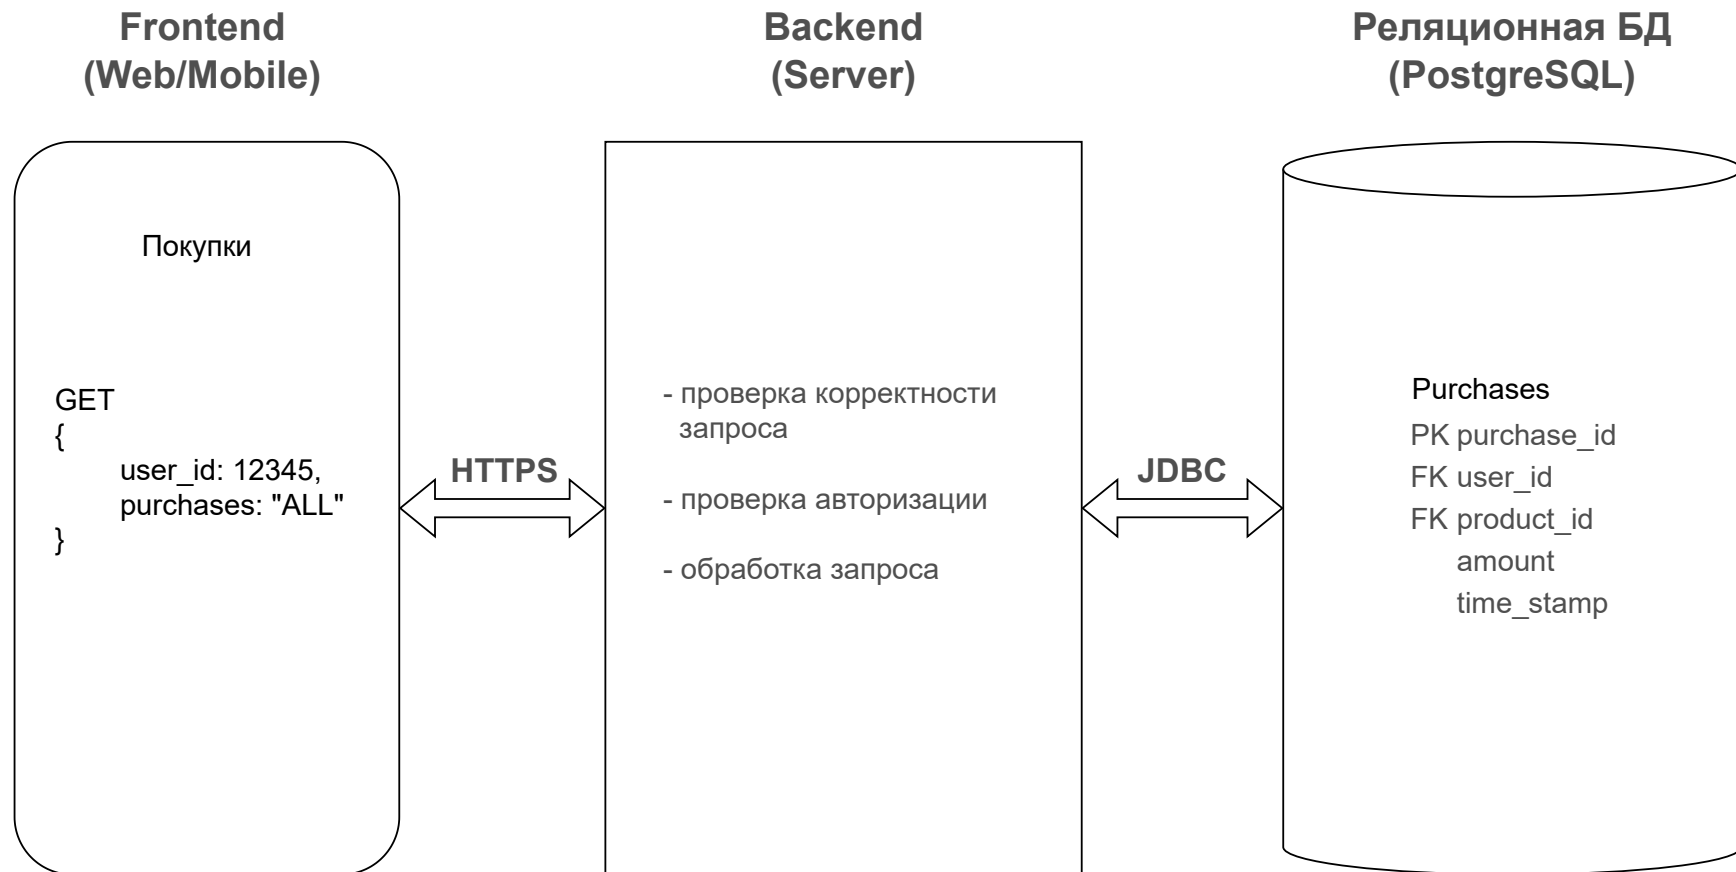 Frontend
(Web/Mobile)
Backend
(Server)
Реляционная БД
(PostgreSQL)
Покупки
GET
{
user_id: 12345,
purchases: "ALL"
}
HTTPS
- проверка корректности
запроса
- проверка авторизации
- обработка запроса
JDBC
Purchases
PK purchase_id
FK user_id
FK product_id
amount
time_stamp